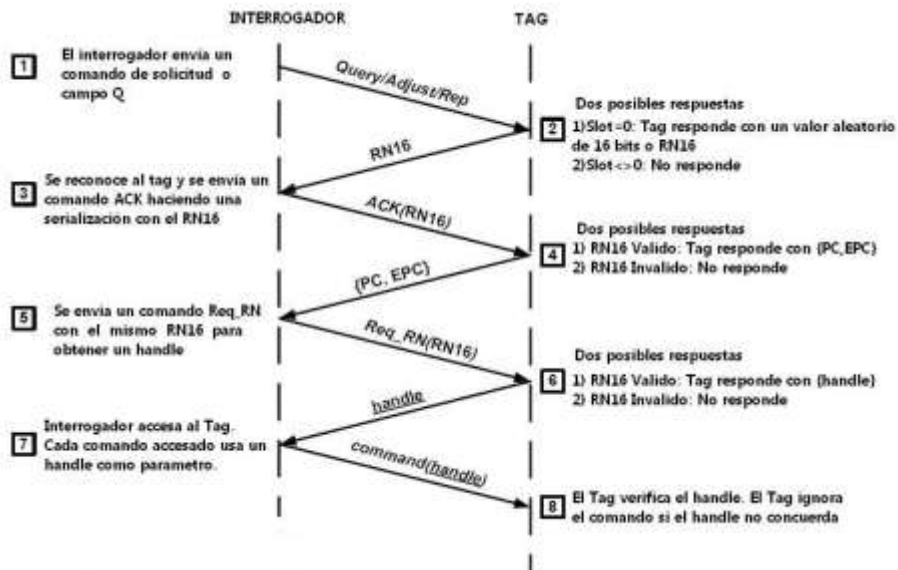 INTERROGADOR
TAG
1
El interrogador envia un
comando de solicitud o
campo Q
Query/Adjust/Rep
Dos posibles respuestas
2
1)Slot=0: Tag responde con un valor aleatorio
de 16 bits o RN16
2)Slot<>0: No responde
RN16
3
Se reconoce al tag y se envia un
comando ACK haciendo una
serialización con el RN16
ACK(RN16)
Dos posibles respuestas
4
1) RN16 Valido: Tag responde con {PC,EPC}
2) RN16 Invalido: No responde
{PC, EPC}
5
Se envia un comando Req_RN
con el mismo RN16 para
obtener un handle
Req_RN(RN16)
Dos posibles respuestas
6
1) RN16 Valido: Tag responde con {handle}
2) RN16 Invalido: No responde
handle
7
Interrogador accesa al Tag.
Cada comando accesado usa un
handle como parametro.
command(handle)
8
El Tag verifica el handle. El Tag ignora
el comando si el handle no concuerda